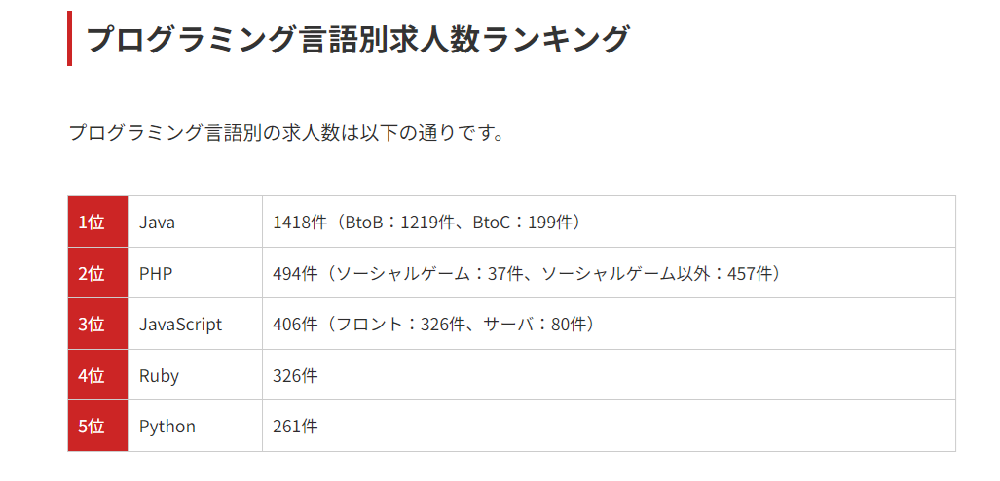 プログラミング言語別求人数ランキング
プログラミング言語別の求人数は以下の通りです。
1位 Java 1418件（BtoB：1219件、BtoC：199件）
2位 PHP 494件（ソーシャルゲーム：37件、ソーシャルゲーム以外：457件）
3位 JavaScript 406件（フロント：326件、サーバ：80件）
4位 Ruby 326件
5位 Python 261件